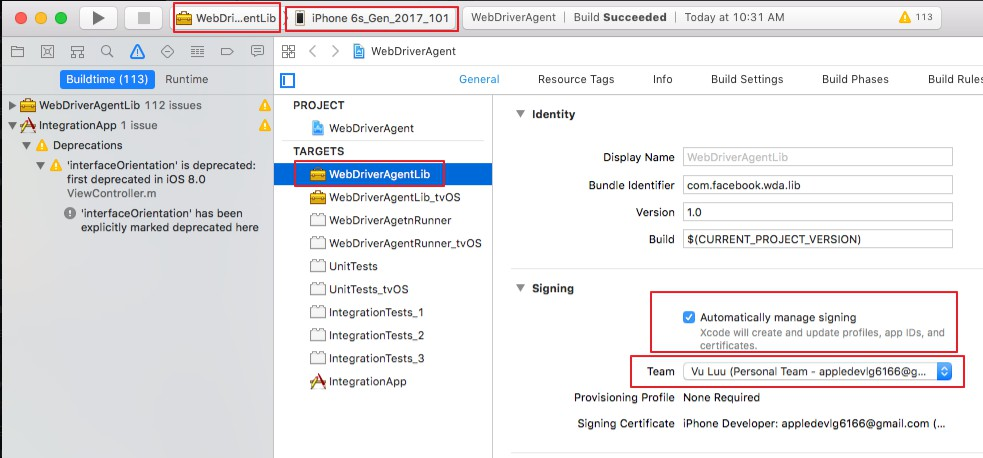 WebDri...entLib
iPhone 6s_Gen_2017_101
WebDriverAgent | Build Succeeded | Today at 10:31 AM
113
WebDriverAgent
Buildtime (113)
Runtime
WebDriverAgentLib 112 issues
IntegrationApp 1 issue
Deprecations
'interfaceOrientation' is deprecated:
first deprecated in iOS 8.0
ViewController.m
'interfaceOrientation' has been
explicitly marked deprecated here
General
Resource Tags
Info
Build Settings
Build Phases
Build Rules
PROJECT
WebDriverAgent
TARGETS
WebDriverAgentLib
WebDriverAgentLib_tvOS
WebDriverAgetnRunner
WebDriverAgentRunner_tvOS
UnitTests
UnitTests_tvOS
IntegrationTests_1
IntegrationTests_2
IntegrationTests_3
IntegrationApp
Identity
Display Name WebDriverAgentLib
Bundle Identifier com.facebook.wda.lib
Version 1.0
Build $(CURRENT_PROJECT_VERSION)
Signing
Automatically manage signing
Xcode will create and update profiles, app IDs, and
certificates.
Team Vu Luu (Personal Team - appledevlg6166@g...
Provisioning Profile None Required
Signing Certificate iPhone Developer: appledevlg6166@gmail.com (...